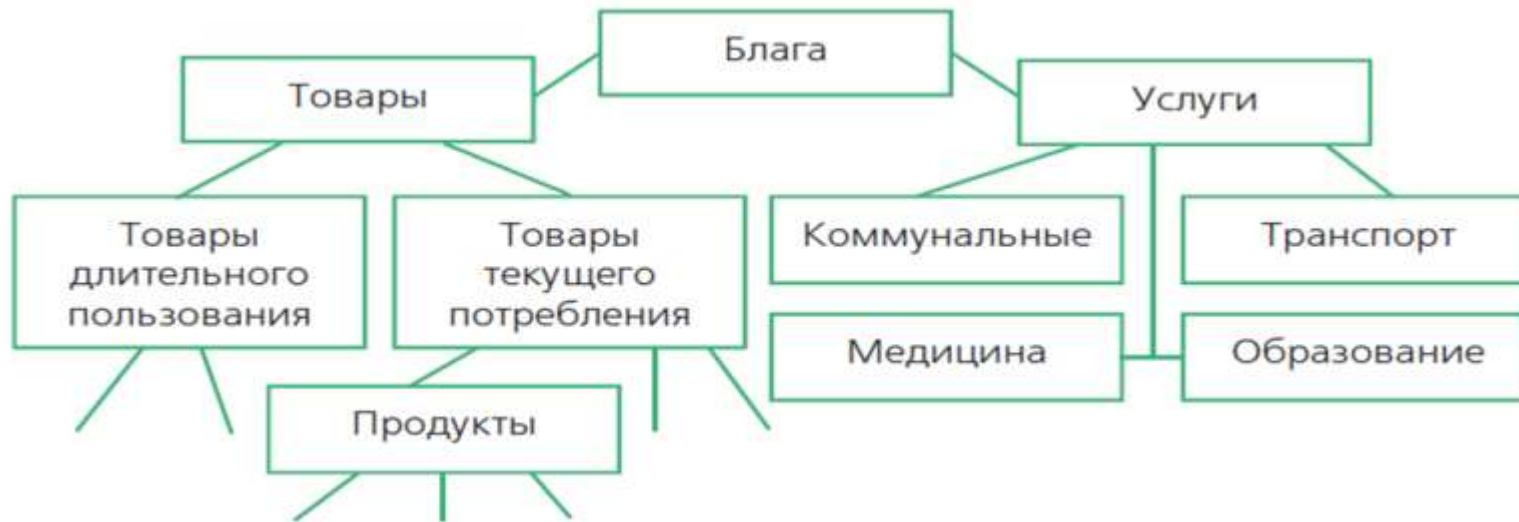 Блага
Товары
Услуги
Товары
длительного
пользования
Товары
текущего
потребления
Коммунальные
Транспорт
Медицина
Образование
Продукты